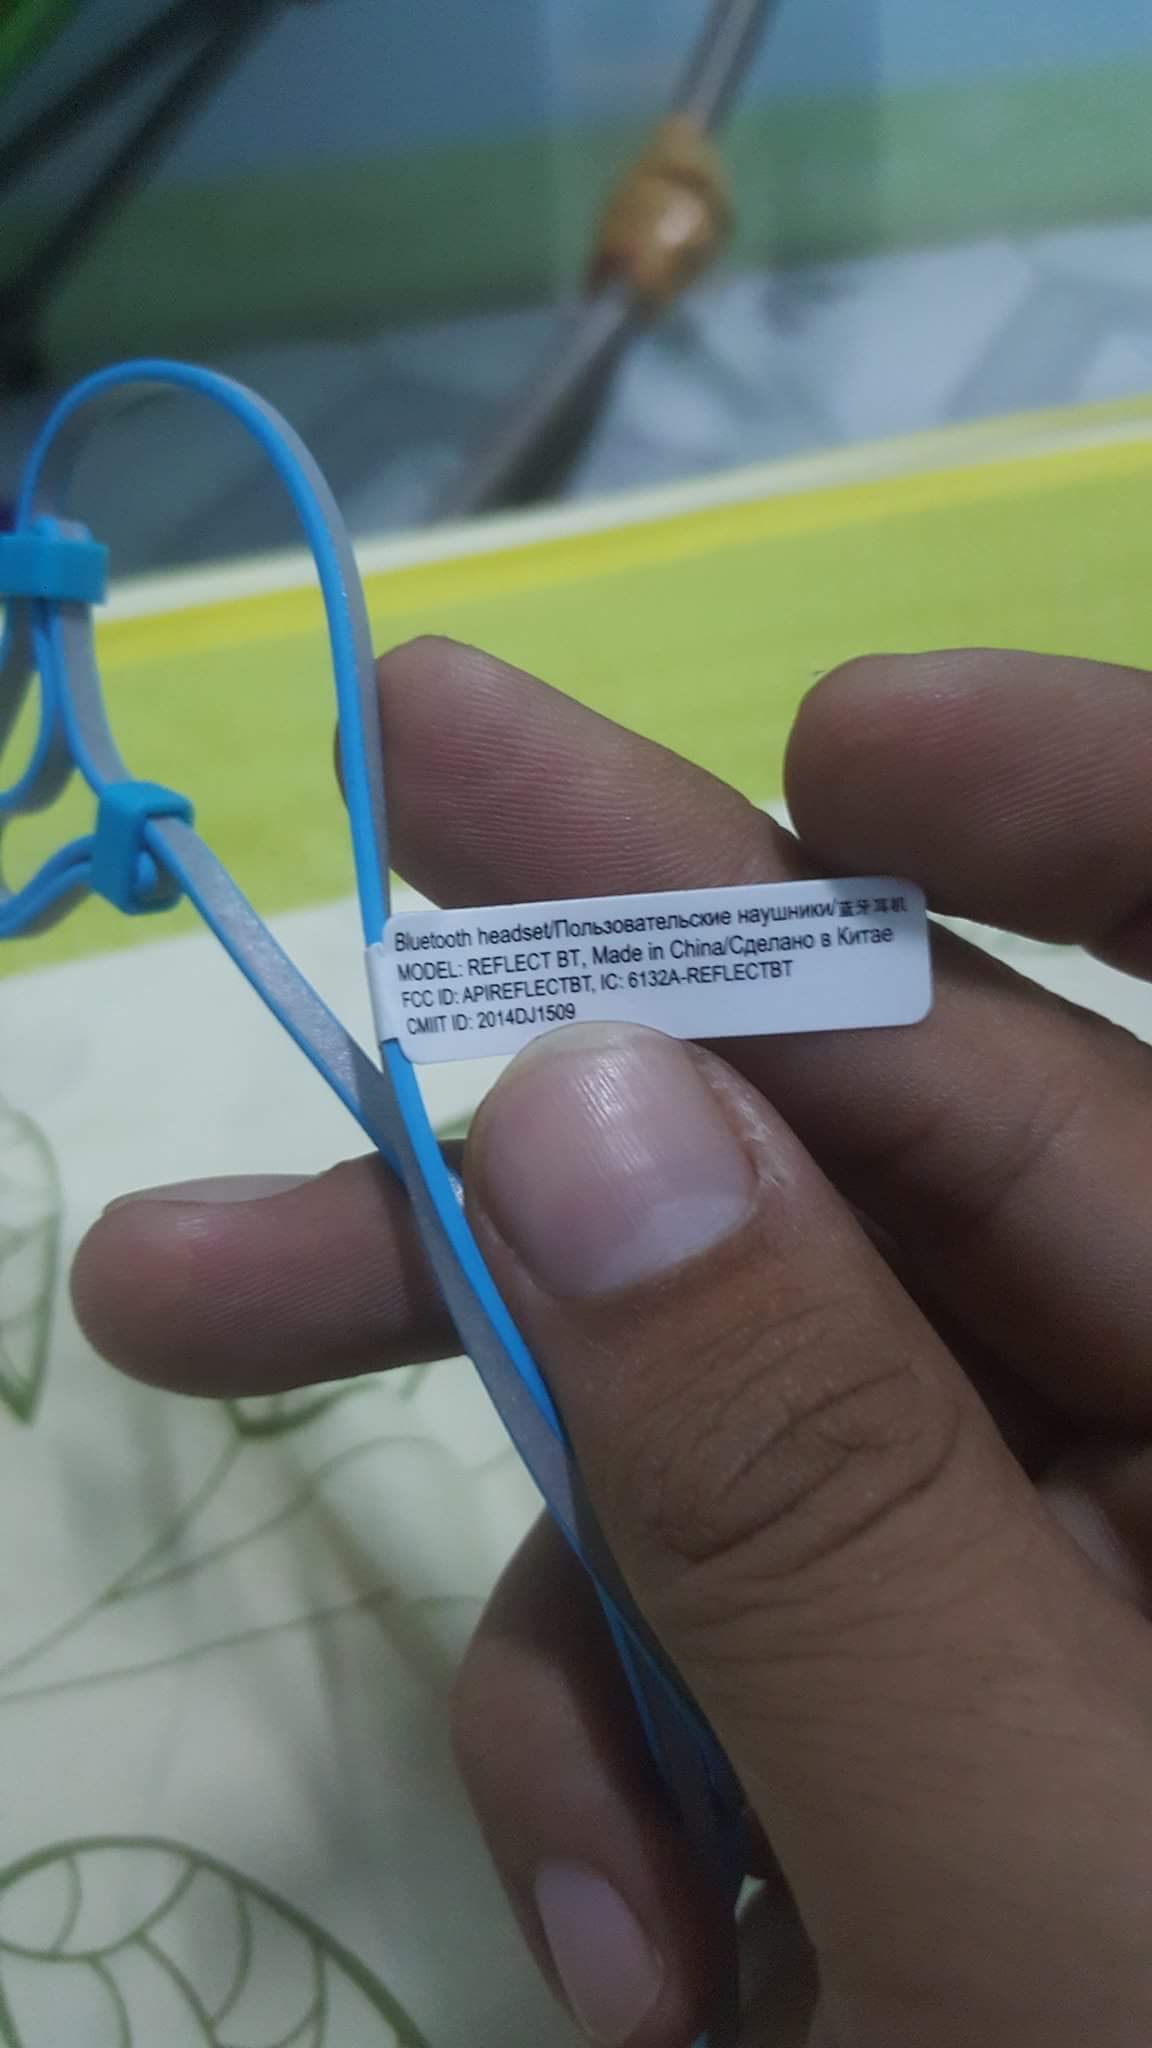 Bluetooth headset/Пользовательские наушники/蓝牙耳机
MODEL: REFLECT BT, Made in China/Сделано в Китае
FCC ID: APIREFLECTBT, IC: 6132A-REFLECTBT
CMIIT ID: 2014DJ1509